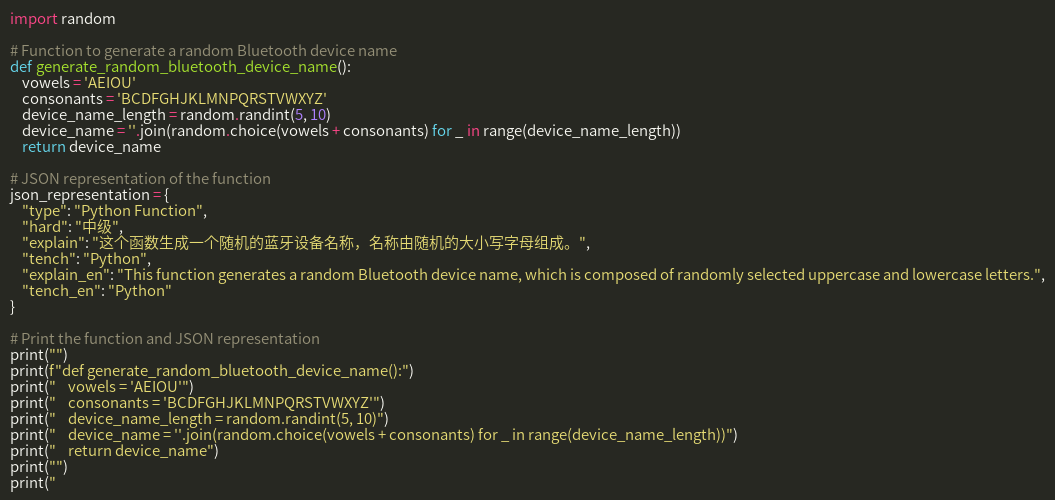 import random

# Function to generate a random Bluetooth device name
def generate_random_bluetooth_device_name():
    vowels = 'AEIOU'
    consonants = 'BCDFGHJKLMNPQRSTVWXYZ'
    device_name_length = random.randint(5, 10)
    device_name = ''.join(random.choice(vowels + consonants) for _ in range(device_name_length))
    return device_name

# JSON representation of the function
json_representation = {
    "type": "Python Function",
    "hard": "中级",
    "explain": "这个函数生成一个随机的蓝牙设备名称，名称由随机的大小写字母组成。",
    "tench": "Python",
    "explain_en": "This function generates a random Bluetooth device name, which is composed of randomly selected uppercase and lowercase letters.",
    "tench_en": "Python"
}

# Print the function and JSON representation
print("")
print(f"def generate_random_bluetooth_device_name():")
print("    vowels = 'AEIOU'")
print("    consonants = 'BCDFGHJKLMNPQRSTVWXYZ'")
print("    device_name_length = random.randint(5, 10)")
print("    device_name = ''.join(random.choice(vowels + consonants) for _ in range(device_name_length))")
print("    return device_name")
print("")
print("